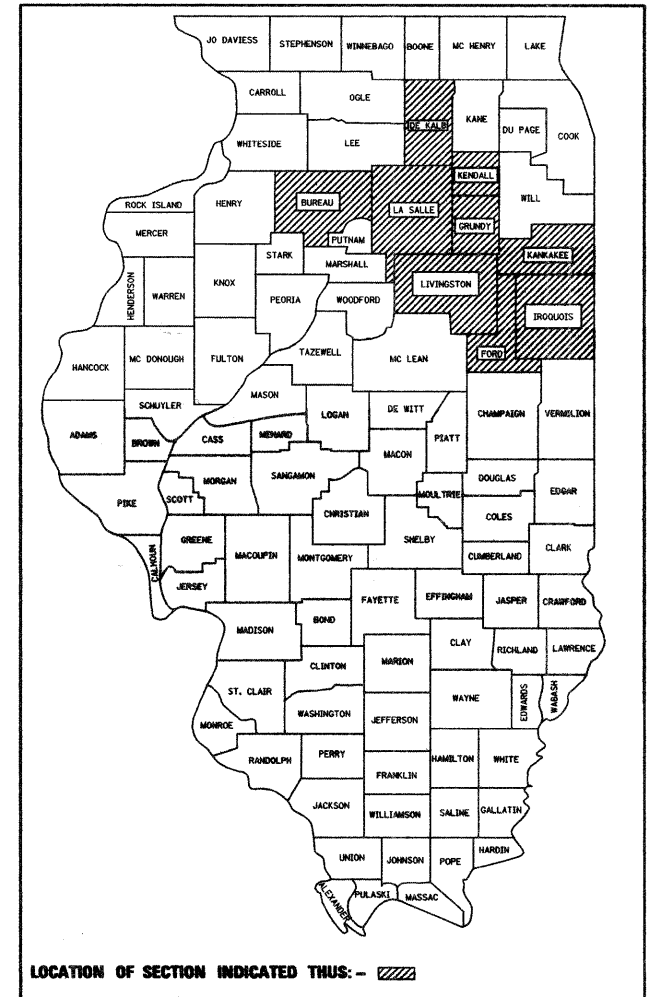 JO DAVIESS
STEPHENSON
WINNEBAGO
BOONE
MC HENRY
LAKE
CARROLL
OGLE
DE KALB
KANE
DU PAGE
COOK
WHITESIDE
LEE
KENDALL
ROCK ISLAND
HENRY
BUREAU
LA SALLE
GRUNDY
WILL
MERCER
PUTNAM
STARK
MARSHALL
KANKAKEE
HENDERSON
WARREN
KNOX
PEORIA
WOODFORD
LIVINGSTON
IROQUOIS
HANCOCK
MC DONOUGH
FULTON
TAZEWELL
MC LEAN
FORD
MASON
SCHUYLER
LOGAN
DE WITT
CHAMPAIGN
VERMILION
ADAMS
BROWN
CASS
MENARD
MACON
PIATT
PIKE
SCOTT
MORGAN
SANGAMON
CHRISTIAN
MOULTRIE
DOUGLAS
EDGAR
COLES
GREENE
CALHOUN
JERSEY
MACOUPIN
MONTGOMERY
SHELBY
CUMBERLAND
CLARK
FAYETTE
EFFINGHAM
JASPER
CRAWFORD
MADISON
BOND
CLAY
RICHLAND
LAWRENCE
CLINTON
MARION
ST. CLAIR
WAYNE
EDWARDS
WABASH
MONROE
WASHINGTON
JEFFERSON
RANDOLPH
PERRY
HAMILTON
WHITE
FRANKLIN
JACKSON
WILLIAMSON
SALINE
GALLATIN
UNION
JOHNSON
POPE
HARDIN
ALEXANDER
PULASKI
MASSAC
LOCATION OF SECTION INDICATED THUS: -